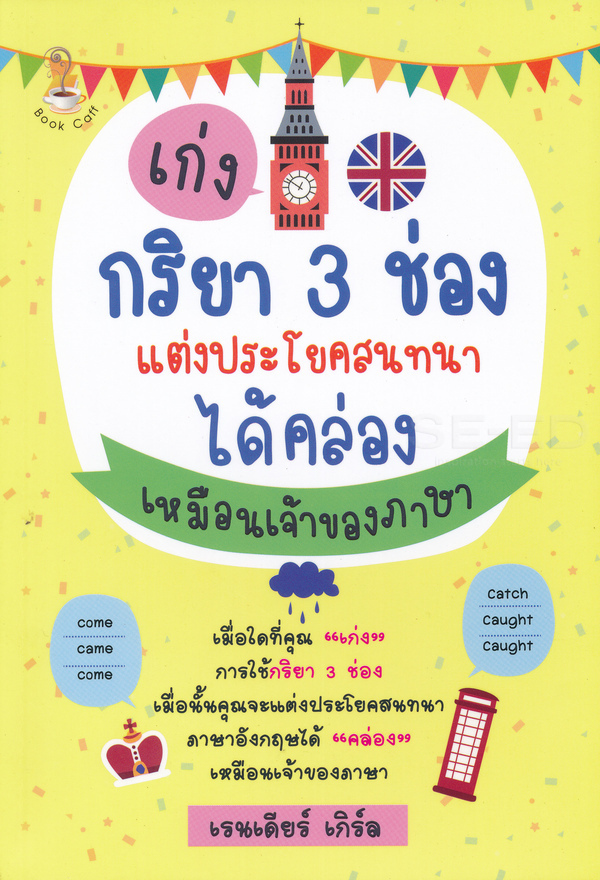 Book Caff
เก่ง
กริยา 3 ช่อง
แต่งประโยคสนทนา
ได้คล่อง
SE-ED
เหมือนเจ้าของภาษา
come
came
come
catch
caught
caught
เมื่อใดที่คุณ “เก่ง”
การใช้กริยา 3 ช่อง
เมื่อนั้นคุณจะแต่งประโยคสนทนา
ภาษาอังกฤษได้ “คล่อง”
เหมือนเจ้าของภาษา
เรนเดียร์ เกิร์ล